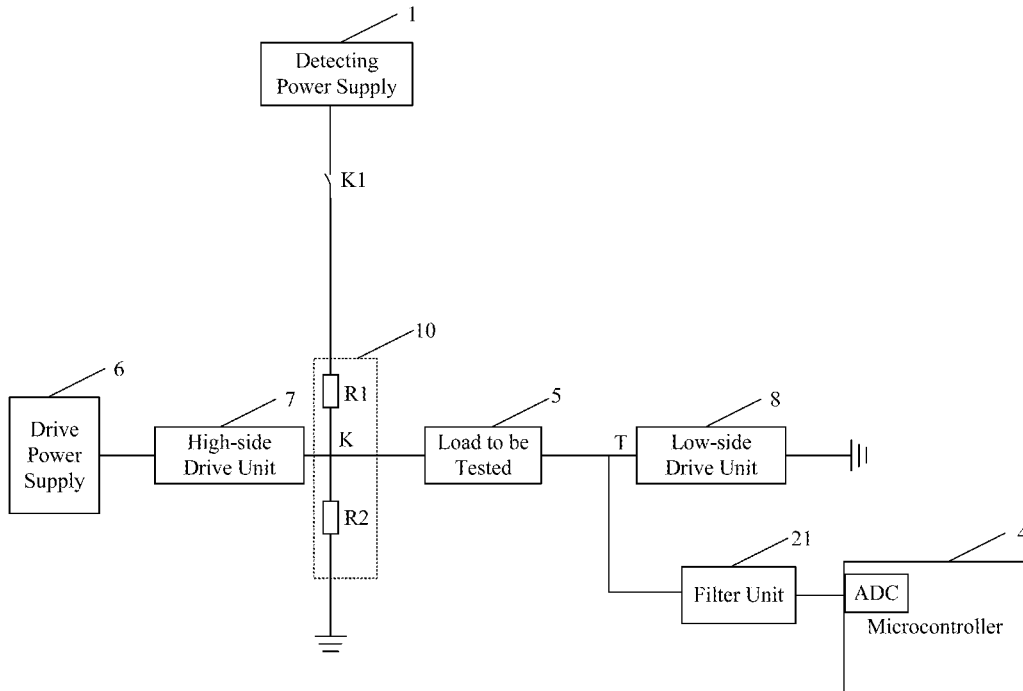 1
Detecting
Power Supply
K1
10
6
R1
7
5
8
Drive
Power
Supply
High-side
Drive Unit
K
Load to be
Tested
T
Low-side
Drive Unit
R2
21
4
Filter Unit
ADC
Microcontroller